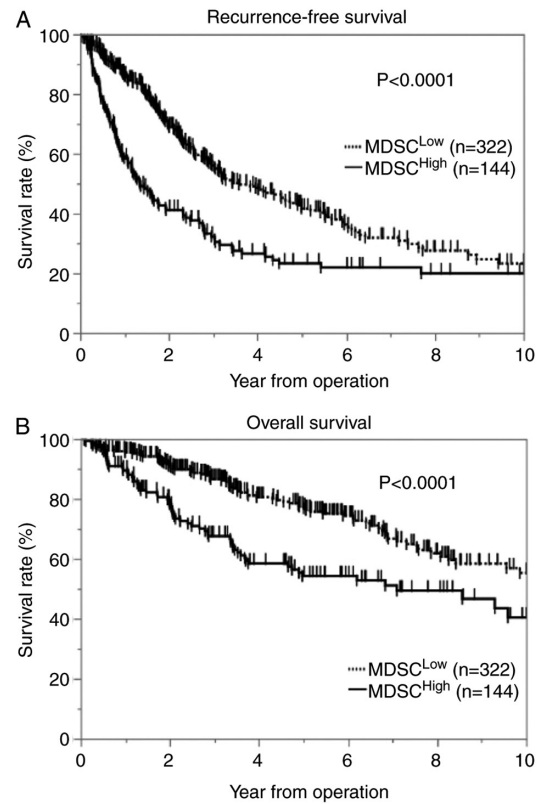 A
Recurrence-free survival
100
80
60
40
20
0
Survival rate (%)
P<0.0001
MDSCLow (n=322)
MDSCHigh (n=144)
0 2 4 6 8 10
Year from operation
B
Overall survival
100
80
60
40
20
0
Survival rate (%)
P<0.0001
MDSCLow (n=322)
MDSCHigh (n=144)
0 2 4 6 8 10
Year from operation